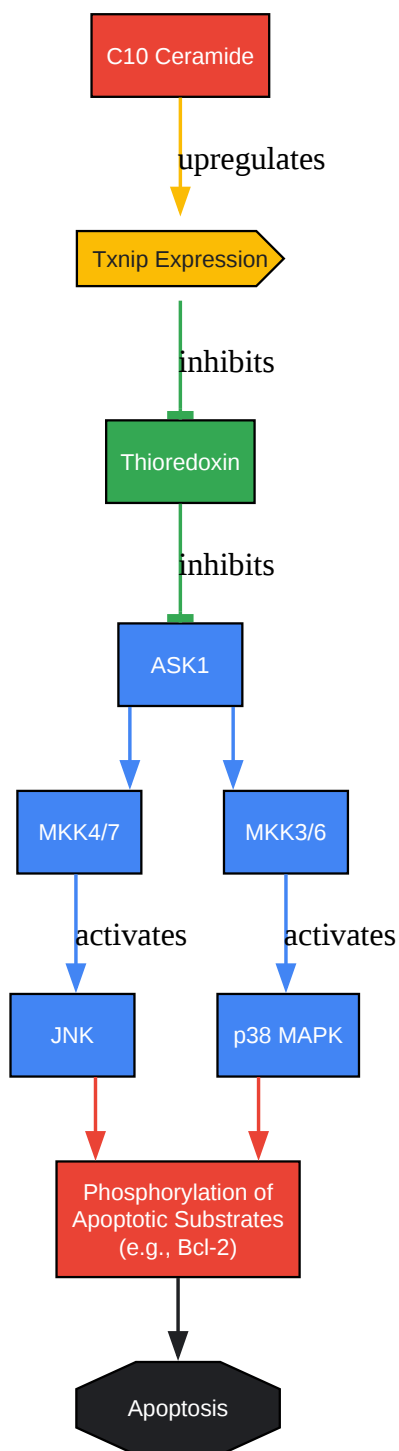 C10 Ceramide
upregulates
Txnip Expression
inhibits
Thioredoxin
inhibits
ASK1
MKK4/7
MKK3/6
activates
activates
JNK
p38 MAPK
Phosphorylation of
Apoptotic Substrates
(e.g., Bcl-2)
Apoptosis